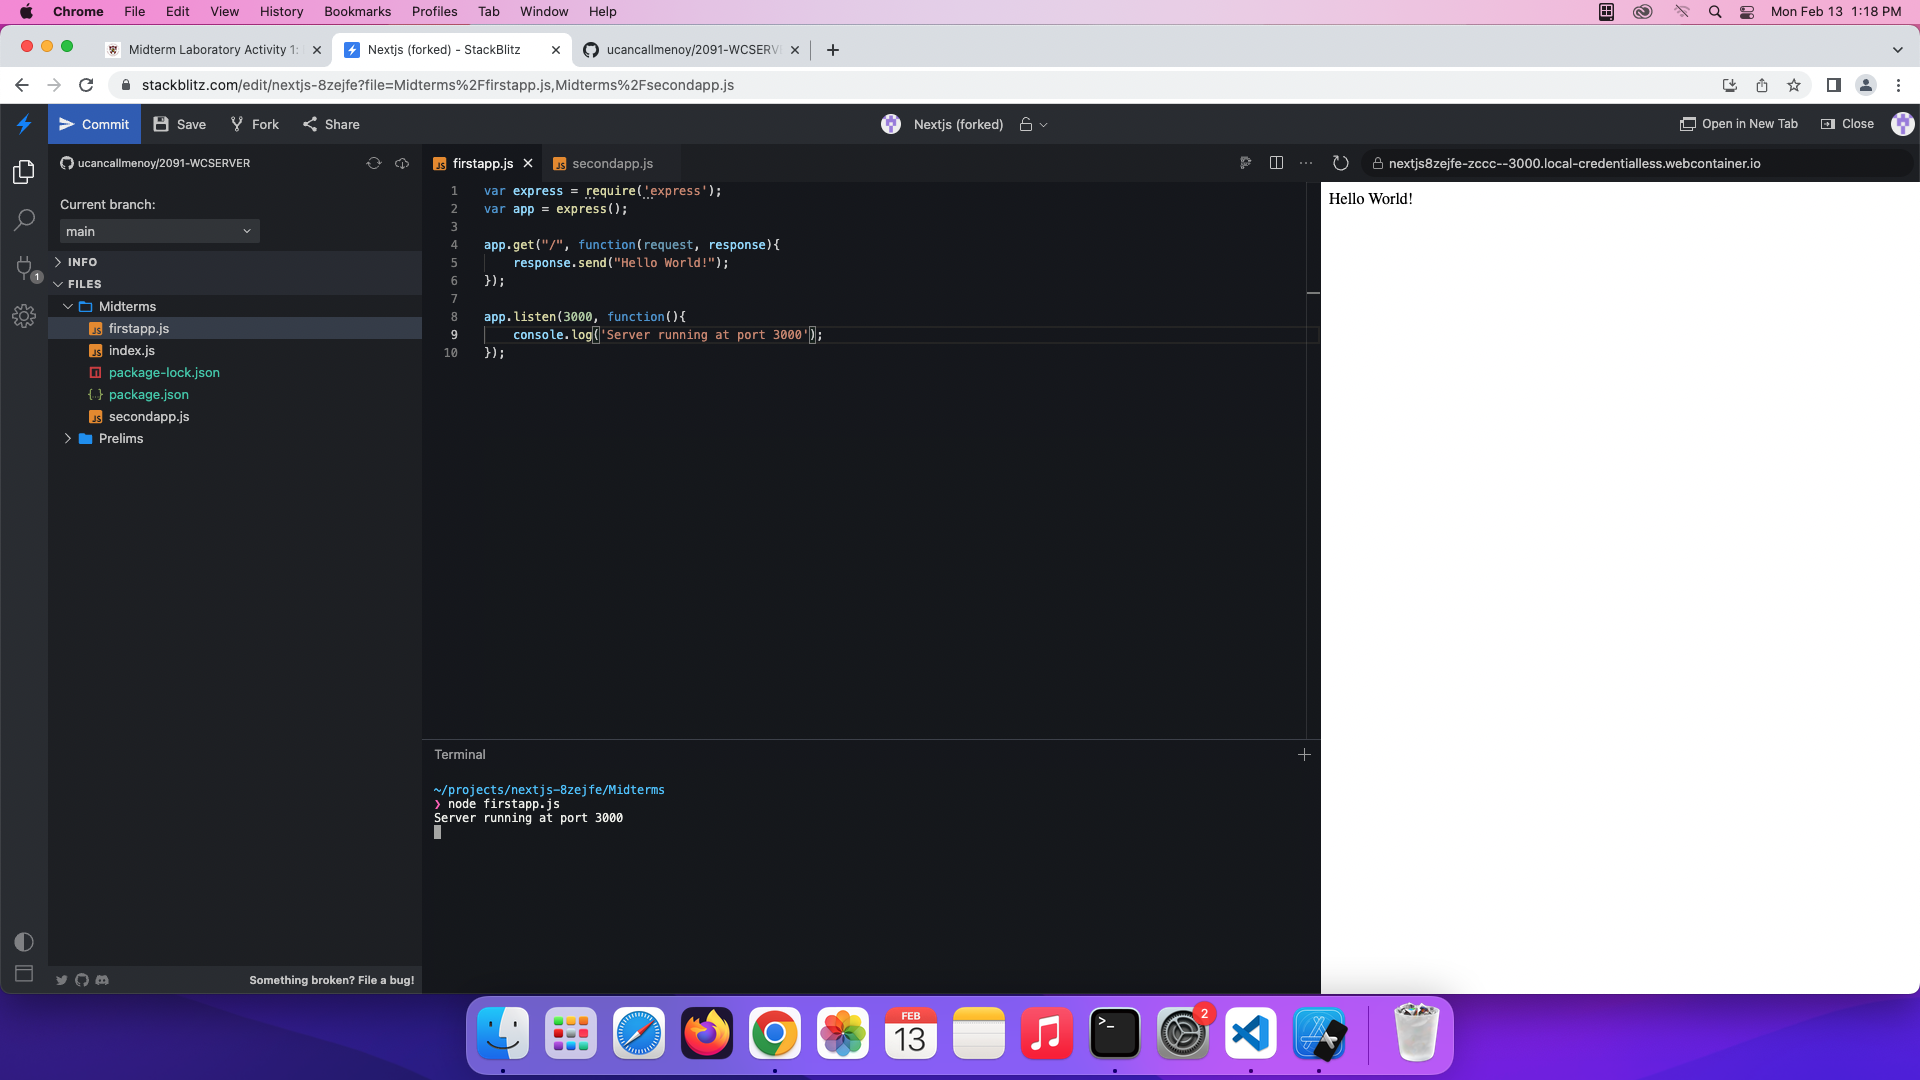 Chrome File Edit View History Bookmarks Profiles Tab Window Help Mon Feb 13 1:18 PM
Midterm Laboratory Activity 1: Nextjs (forked) - StackBlitz ucancallmenoy/2091-WCSERV
stackblitz.com/edit/nextjs-8zejfe?file=Midterms%2Ffirstapp.js,Midterms%2Fsecondapp.js
Commit Save Fork Share Nextjs (forked) Open in New Tab Close
ucancallmenoy/2091-WCSERVER
firstapp.js secondapp.js
nextjs8zejfe-zccc--3000.local-credentialless.webcontainer.io
Current branch:
main
INFO
FILES
Midterms
firstapp.js
index.js
package-lock.json
package.json
secondapp.js
Prelims
1
1 var express = require('express');
2 var app = express();
3
4 app.get("/", function(request, response){
5 response.send("Hello World!");
6 });
7
8 app.listen(3000, function(){
9 console.log('Server running at port 3000');
10 });
Hello World!
Terminal
~/projects/nextjs-8zejfe/Midterms
❯ node firstapp.js
Server running at port 3000
Something broken? File a bug!
FEB
13
2